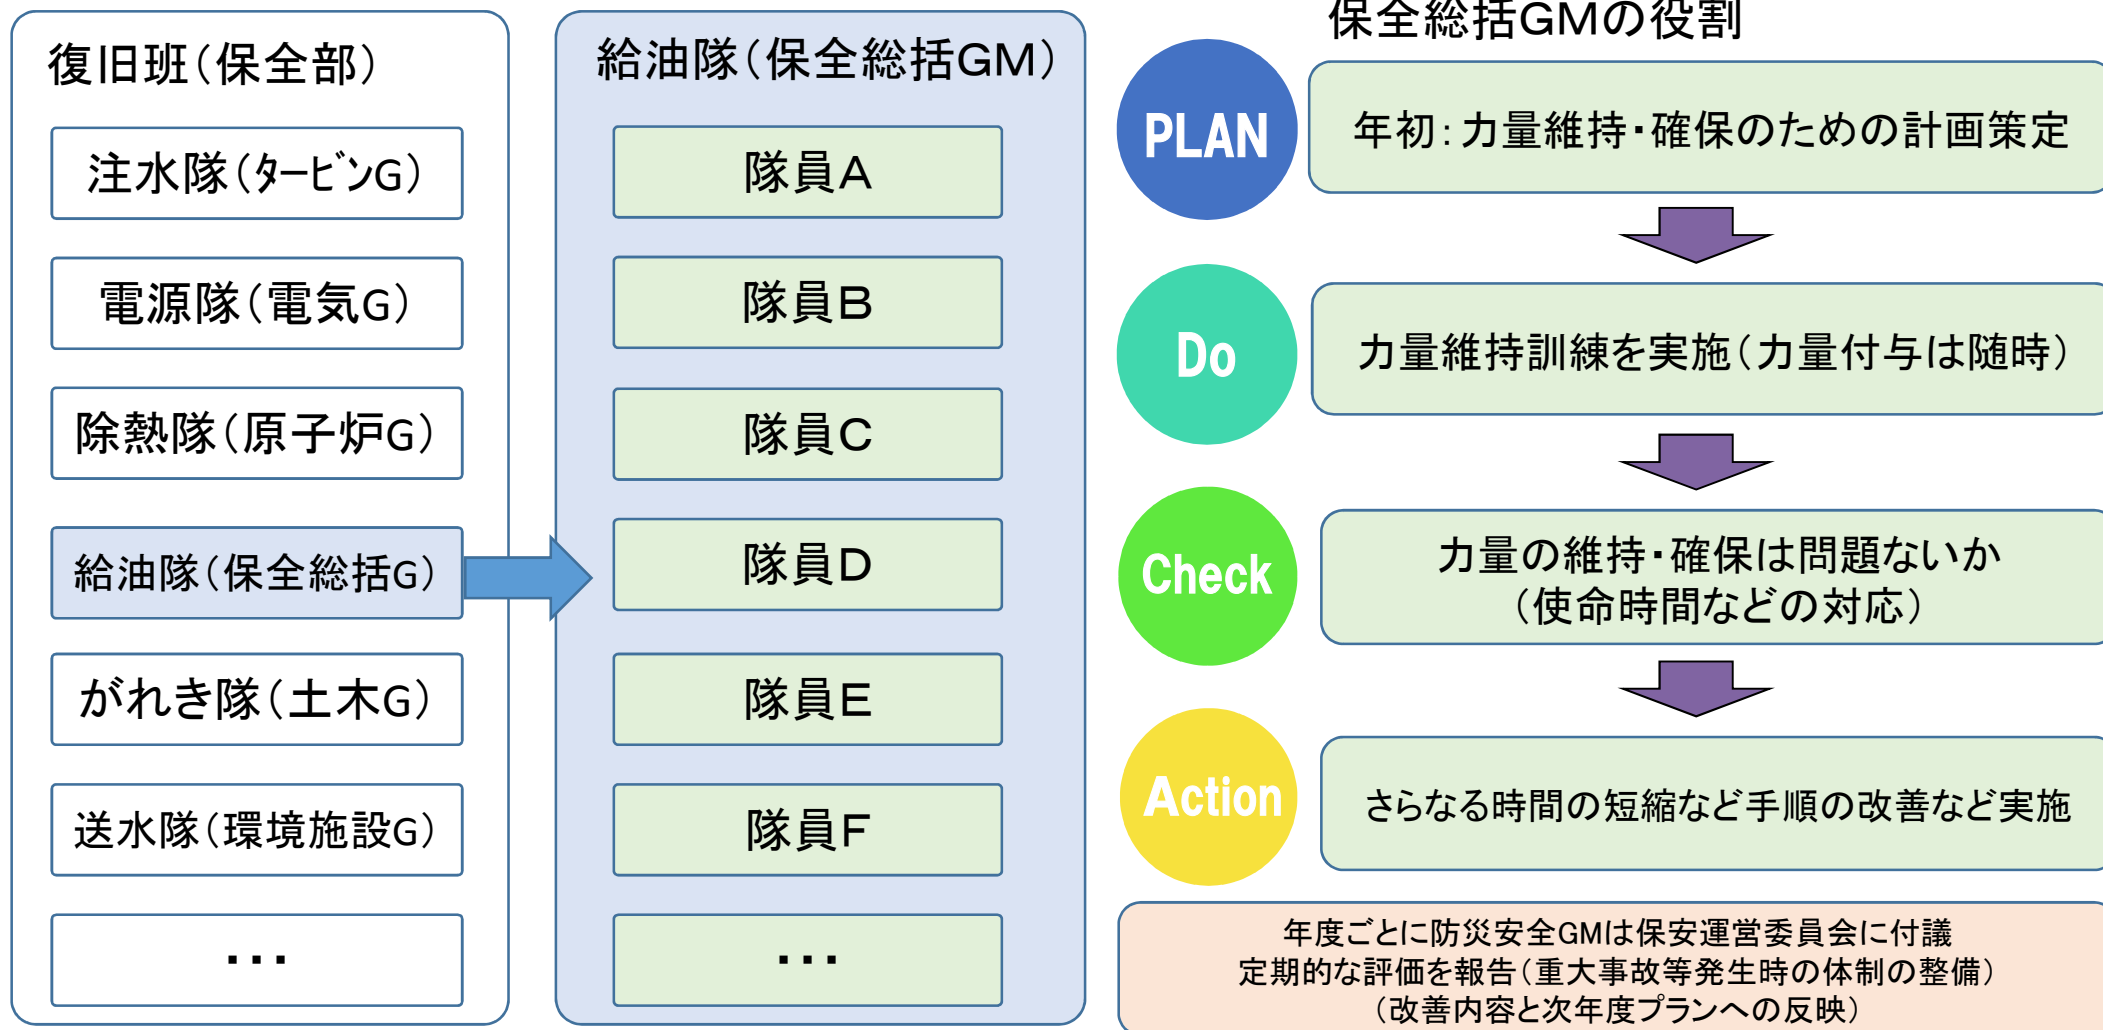 復旧班（保全部）
注水隊（ﾀｰﾋﾞﾝG）
電源隊（電気G）
除熱隊（原子炉G）
給油隊（保全総括G）
がれき隊（土木G）
送水隊（環境施設G）
・・・
給油隊（保全総括GM）
隊員A
隊員B
隊員C
隊員D
隊員E
隊員F
・・・
保全総括GMの役割
PLAN
年初：力量維持・確保のための計画策定
Do
力量維持訓練を実施（力量付与は随時）
Check
力量の維持・確保は問題ないか
（使命時間などの対応）
Action
さらなる時間の短縮など手順の改善など実施
年度ごとに防災安全GMは保安運営委員会に付議
定期的な評価を報告（重大事故等発生時の体制の整備）
（改善内容と次年度プランへの反映）